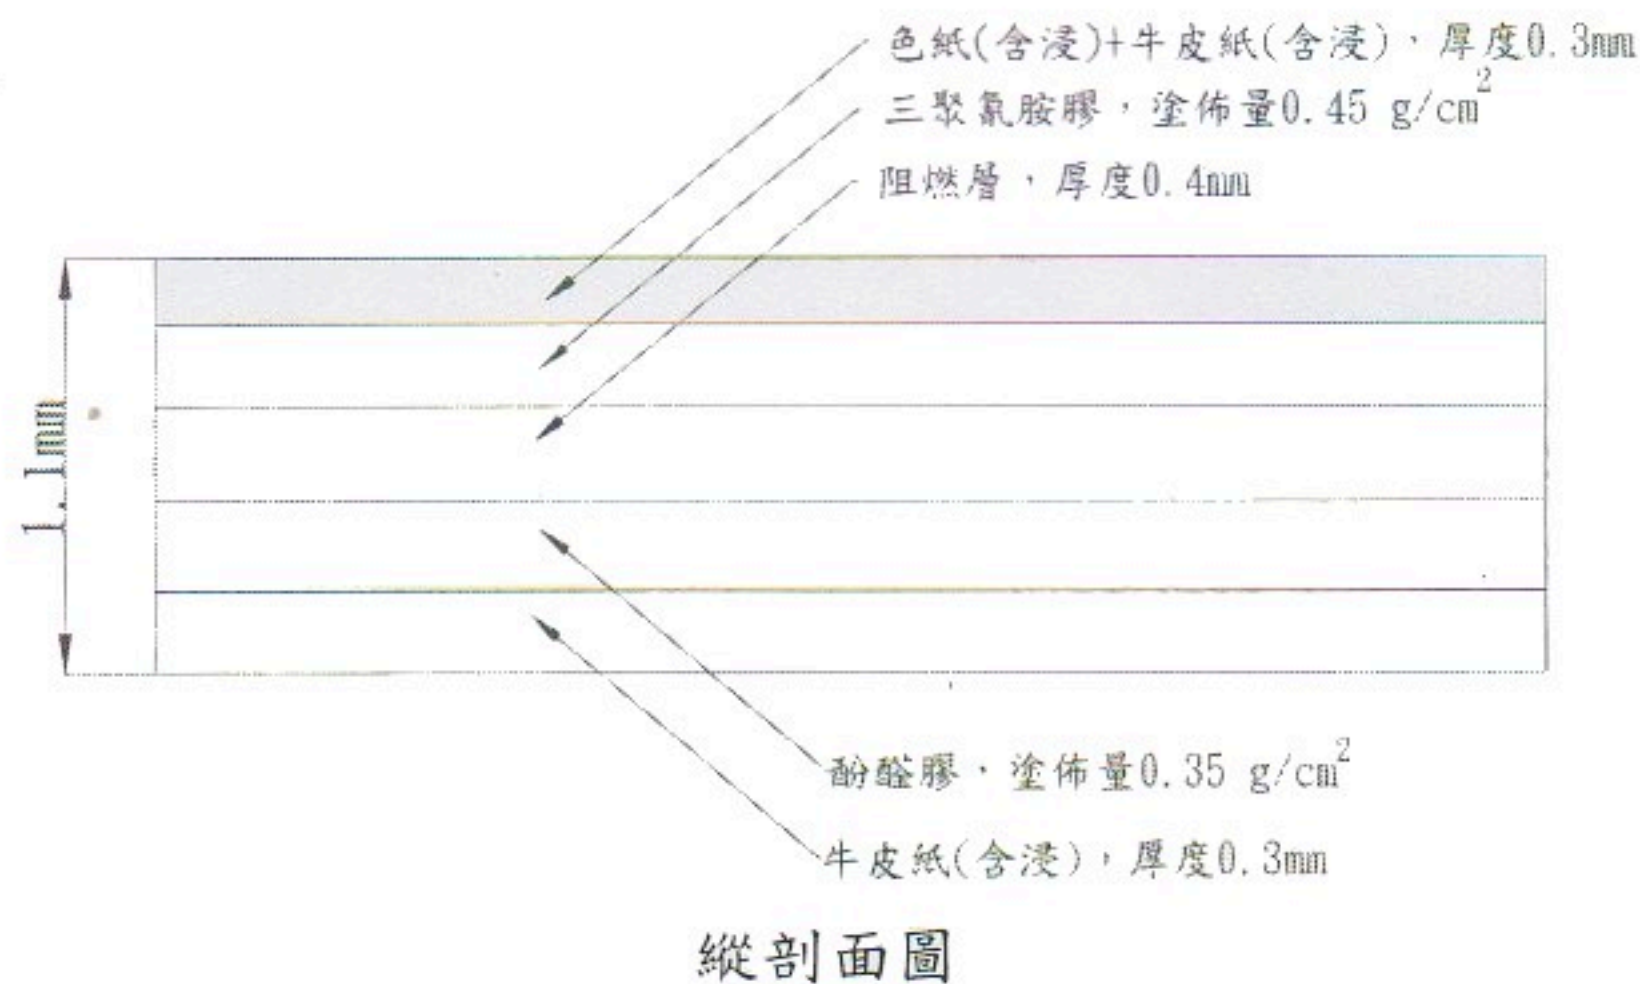 色紙(含浸)+牛皮紙(含浸)，厚度0.3mm
三聚氰胺膠，塗佈量0.45 g/cm²
阻燃層，厚度0.4mm
1.1mm
酚醛膠，塗佈量0.35 g/cm²
牛皮紙(含浸)，厚度0.3mm
縱剖面圖